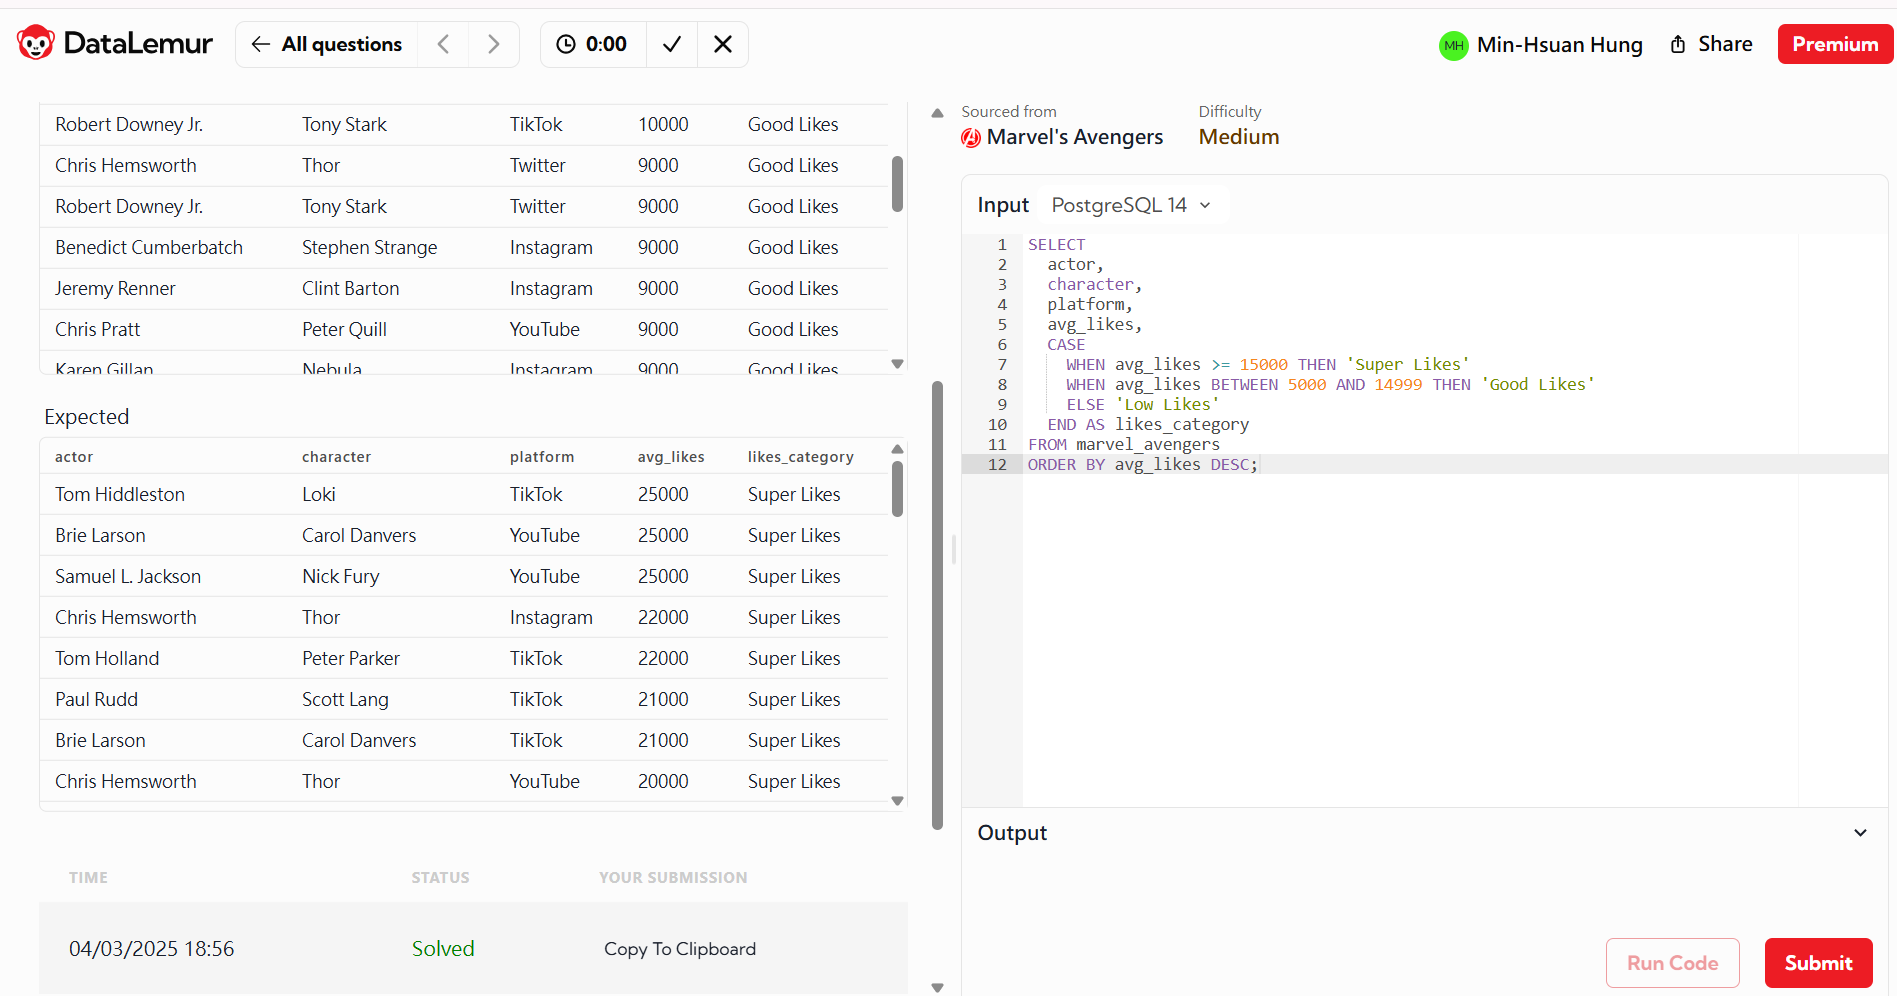 DataLemur
All questions
0:00
MH Min-Hsuan Hung
Share
Premium
Robert Downey Jr. Tony Stark TikTok 10000 Good Likes
Chris Hemsworth Thor Twitter 9000 Good Likes
Robert Downey Jr. Tony Stark Twitter 9000 Good Likes
Benedict Cumberbatch Stephen Strange Instagram 9000 Good Likes
Jeremy Renner Clint Barton Instagram 9000 Good Likes
Chris Pratt Peter Quill YouTube 9000 Good Likes
Karen Gillan Nebula Instagram 9000 Good Likes
Expected
actor character platform avg_likes likes_category
Tom Hiddleston Loki TikTok 25000 Super Likes
Brie Larson Carol Danvers YouTube 25000 Super Likes
Samuel L. Jackson Nick Fury YouTube 25000 Super Likes
Chris Hemsworth Thor Instagram 22000 Super Likes
Tom Holland Peter Parker TikTok 22000 Super Likes
Paul Rudd Scott Lang TikTok 21000 Super Likes
Brie Larson Carol Danvers TikTok 21000 Super Likes
Chris Hemsworth Thor YouTube 20000 Super Likes
TIME STATUS YOUR SUBMISSION
04/03/2025 18:56 Solved Copy To Clipboard
Sourced from Difficulty
Marvel's Avengers Medium
Input PostgreSQL 14
1 SELECT
2 actor,
3 character,
4 platform,
5 avg_likes,
6 CASE
7 WHEN avg_likes >= 15000 THEN 'Super Likes'
8 WHEN avg_likes BETWEEN 5000 AND 14999 THEN 'Good Likes'
9 ELSE 'Low Likes'
10 END AS likes_category
11 FROM marvel_avengers
12 ORDER BY avg_likes DESC;
Output
Run Code Submit